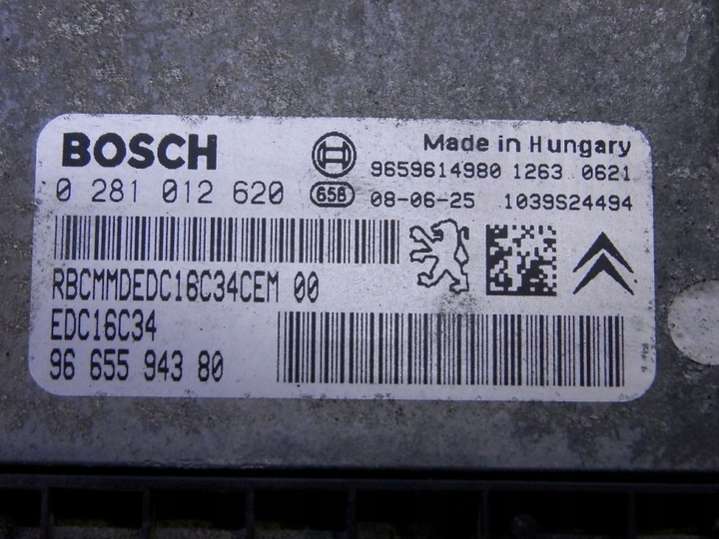 BOSCH
Made in Hungary
9659614980 1263 0621
0 281 012 620
658
08-06-25 1039S24494
RBCMMDEDC16C34CEM 00
EDC16C34
96 655 943 80